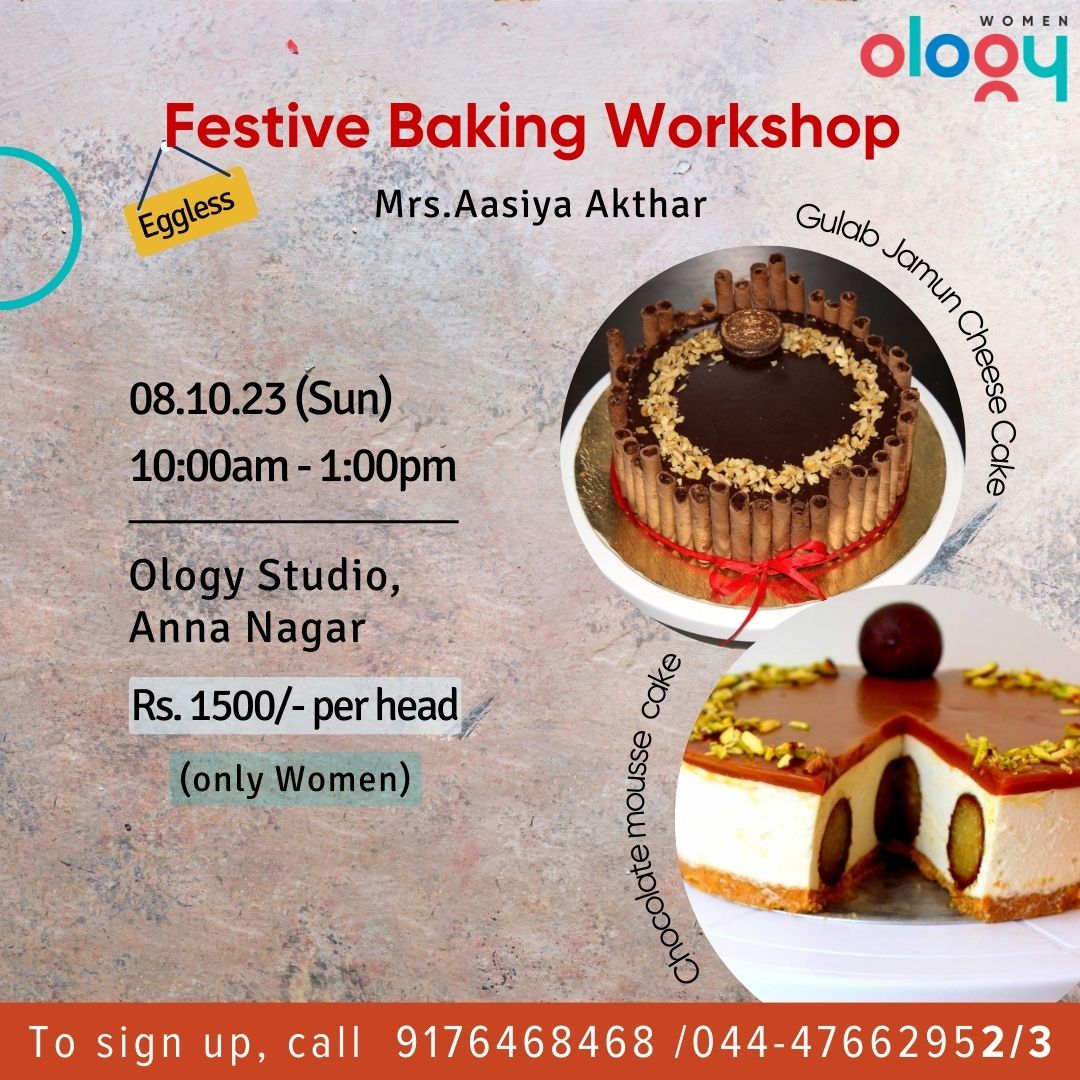 WOMEN
ology
Festive Baking Workshop
Eggless
Mrs.Aasiya Akthar
Gulab Jamun Cheese Cake
08.10.23 (Sun)
10:00am - 1:00pm
Ology Studio,
Anna Nagar
Rs. 1500/- per head
(only Women)
Chocolate mousse cake
To sign up, call 9176468468 /044-47662952/3